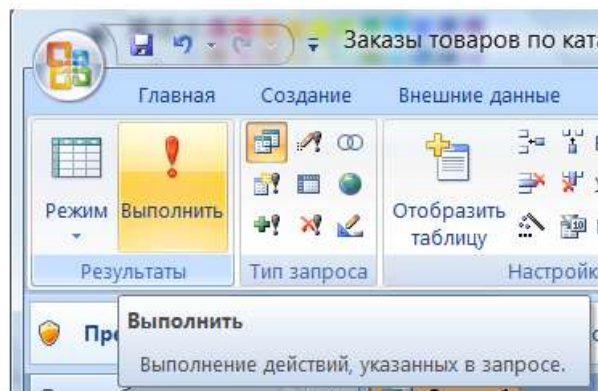 Заказы товаров по ката
Главная Создание Внешние данные
Режим Выполнить Отобразить
таблицу
Результаты Тип запроса Настройк
Выполнить
Выполнение действий, указанных в запросе.